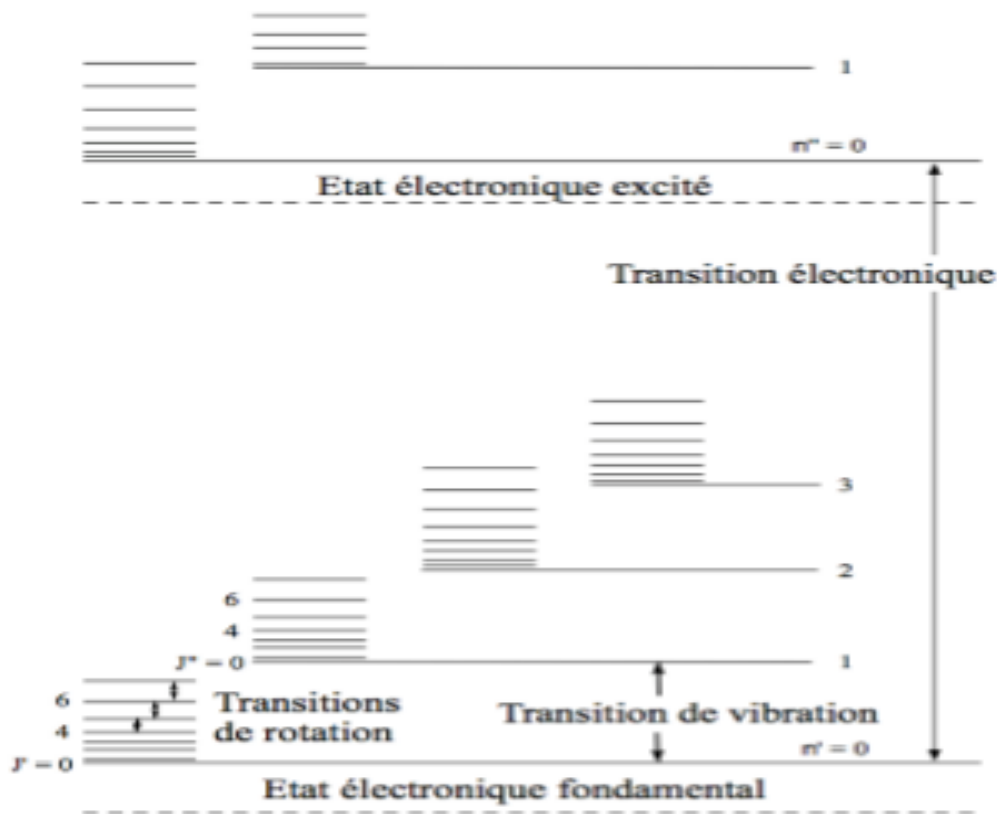 1
n" = 0
Etat électronique excité
Transition électronique
3
2
6
4
J" = 0
1
6
4
Transitions
de rotation
Transition de vibration
J' = 0
n' = 0
Etat électronique fondamental